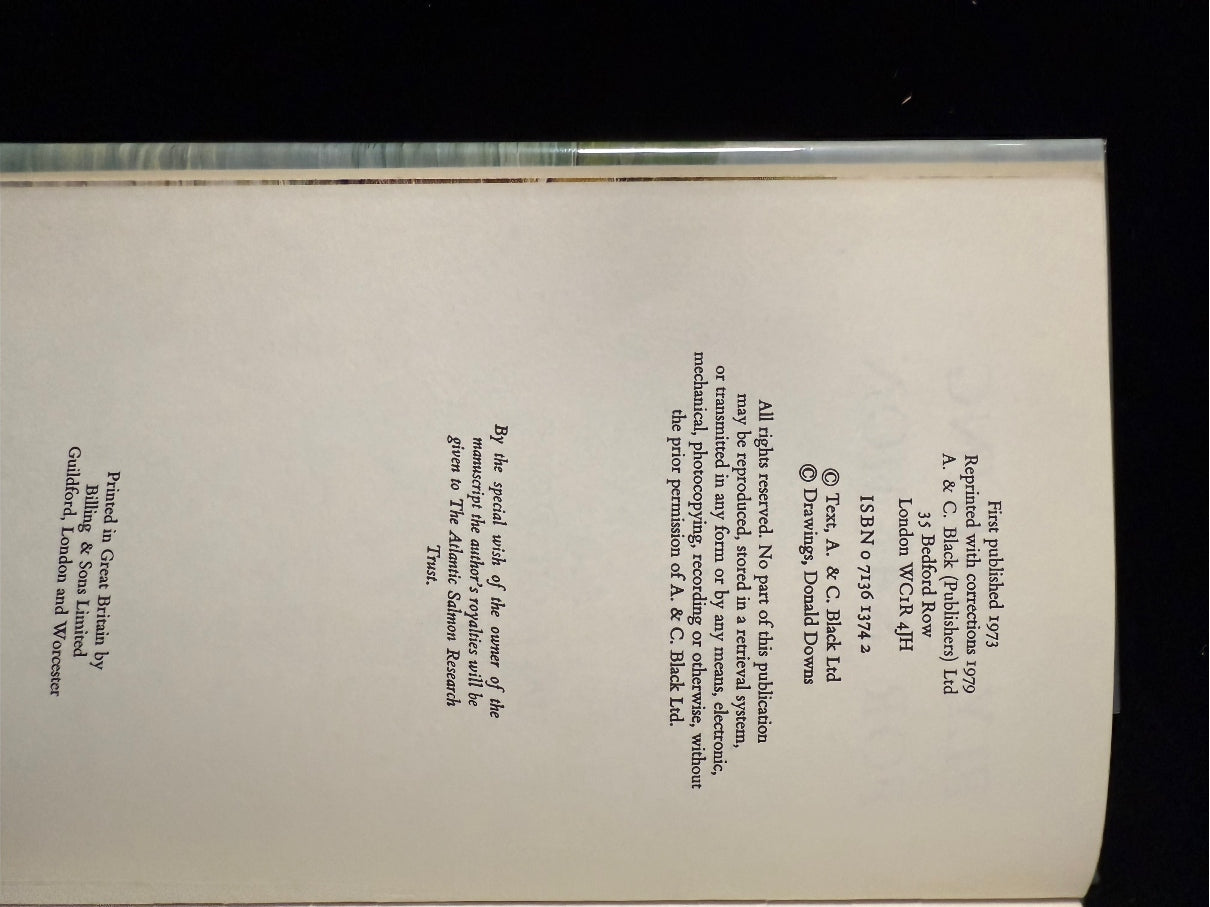 First published 1973
Reprinted with corrections 1979
A. & C. Black (Publishers) Ltd
35 Bedford Row
London WC1R 4JH
ISBN 0 7136 1374 2
© Text, A. & C. Black Ltd
© Drawings, Donald Downs
All rights reserved. No part of this publication
may be reproduced, stored in a retrieval system,
or transmitted in any form or by any means, electronic,
mechanical, photocopying, recording or otherwise, without
the prior permission of A. & C. Black Ltd.
By the special wish of the owner of the
manuscript the author's royalties will be
given to The Atlantic Salmon Research
Trust.
Printed in Great Britain by
Billing & Sons Limited
Guildford, London and Worcester